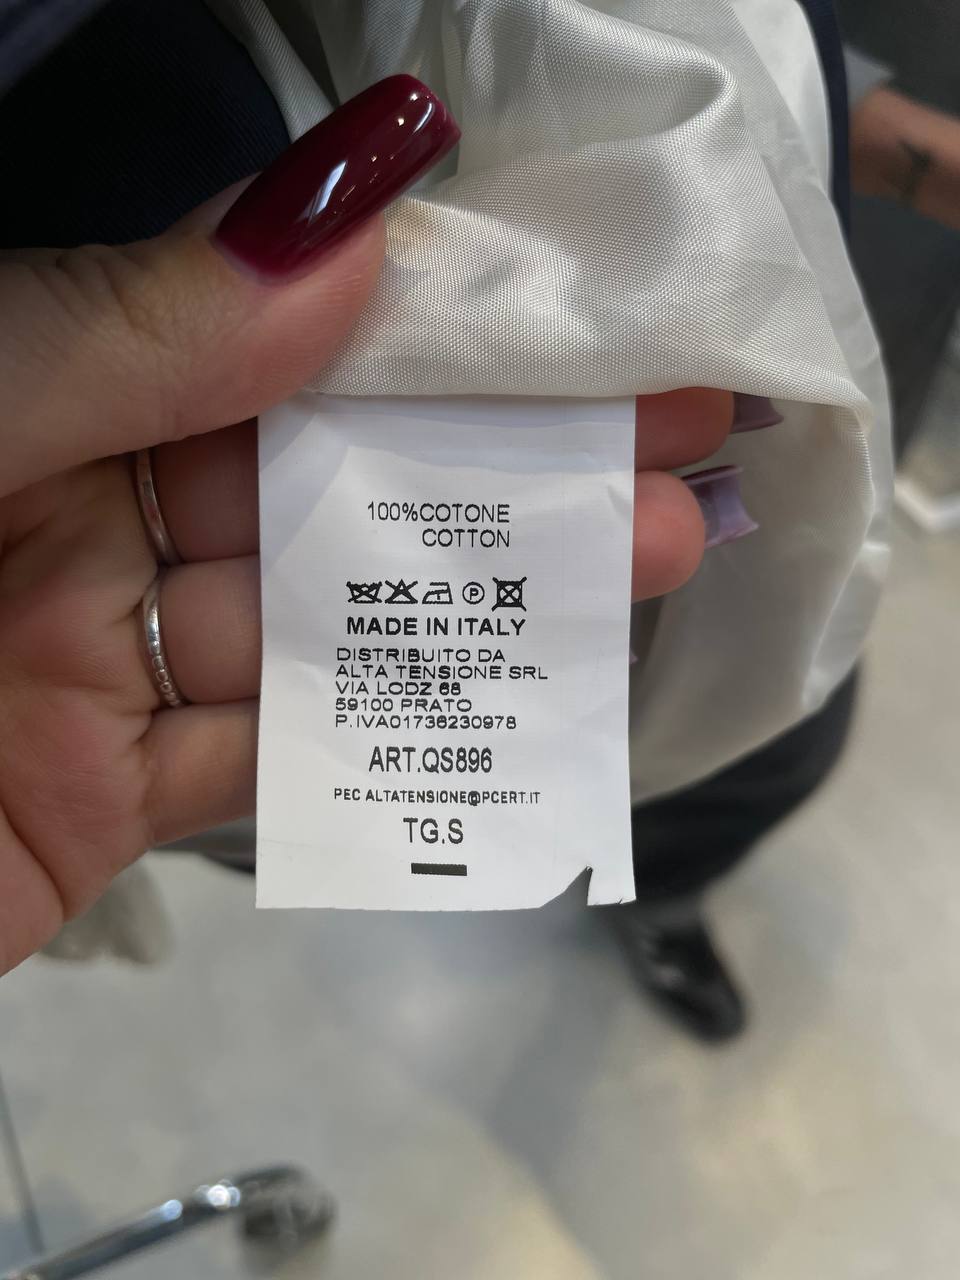 100%COTONE
COTTON
P
MADE IN ITALY
DISTRIBUITO DA
ALTA TENSIONE SRL
VIA LODZ 68
59100 PRATO
P.IVA01736230978
ART.QS896
PEC ALTATENSIONE@PCERT.IT
TG.S